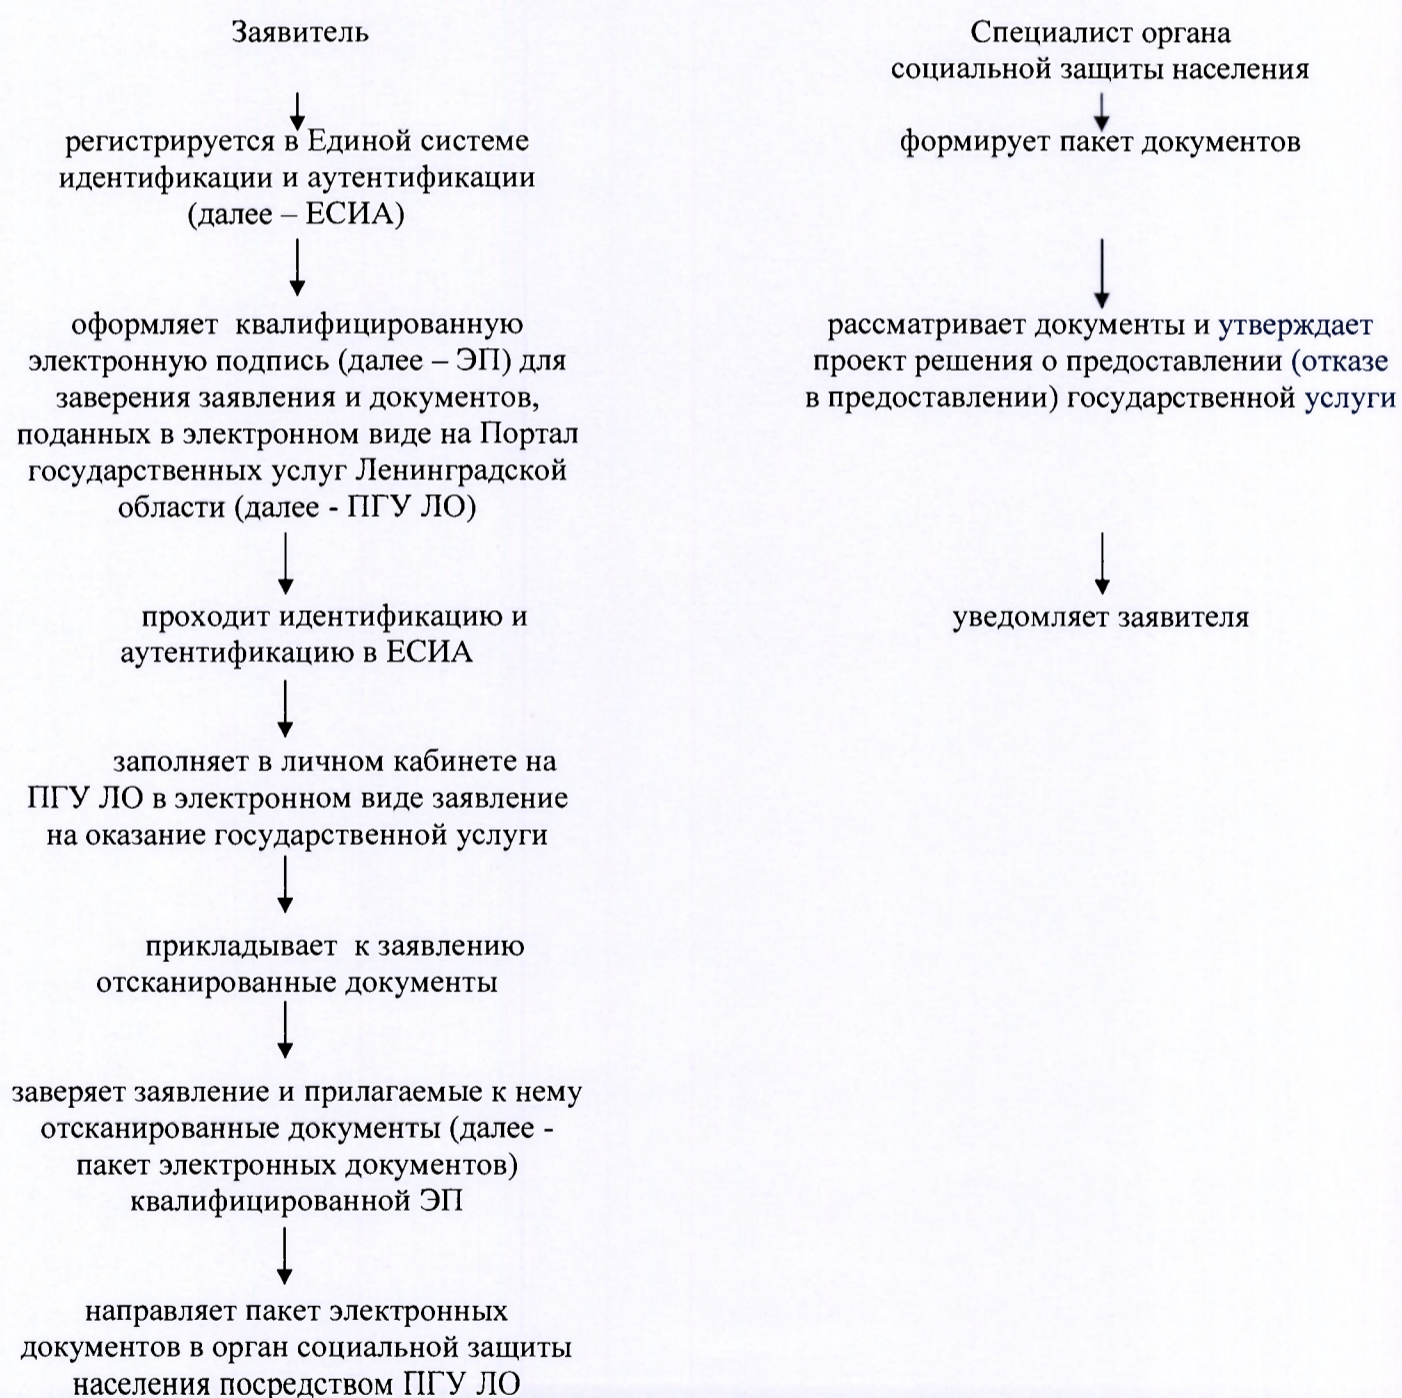 Заявитель
регистрируется в Единой системе
идентификации и аутентификации
(далее – ЕСИА)
оформляет квалифицированную
электронную подпись (далее – ЭП) для
заверения заявления и документов,
поданных в электронном виде на Портал
государственных услуг Ленинградской
области (далее - ПГУ ЛО)
проходит идентификацию и
аутентификацию в ЕСИА
заполняет в личном кабинете на
ПГУ ЛО в электронном виде заявление
на оказание государственной услуги
прикладывает к заявлению
отсканированные документы
заверяет заявление и прилагаемые к нему
отсканированные документы (далее -
пакет электронных документов)
квалифицированной ЭП
направляет пакет электронных
документов в орган социальной защиты
населения посредством ПГУ ЛО
Специалист органа
социальной защиты населения
формирует пакет документов
рассматривает документы и утверждает
проект решения о предоставлении (отказе
в предоставлении) государственной услуги
уведомляет заявителя